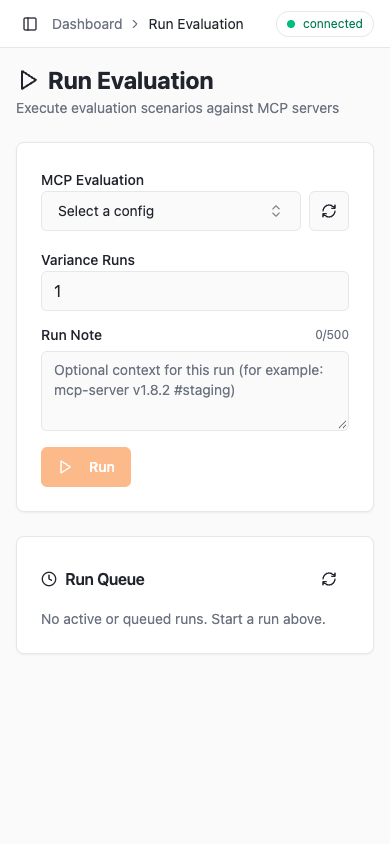 Dashboard > Run Evaluation
connected
Run Evaluation
Execute evaluation scenarios against MCP servers
MCP Evaluation
Select a config
Variance Runs
1
Run Note
0/500
Optional context for this run (for example:
mcp-server v1.8.2 #staging)
Run
Run Queue
No active or queued runs. Start a run above.